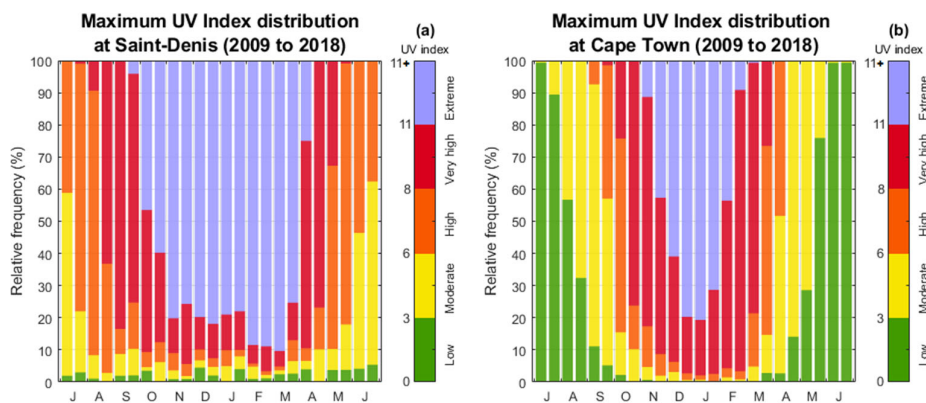 Maximum UV Index distribution
at Saint-Denis (2009 to 2018)
(a)
UV index
Relative frequency (%)
100
90
80
70
60
50
40
30
20
10
0
J A S O N D J F M A M J
11+
11
8
6
3
0
Extreme
Very high
High
Moderate
Low
Maximum UV Index distribution
at Cape Town (2009 to 2018)
(b)
UV index
Relative frequency (%)
100
90
80
70
60
50
40
30
20
10
0
J A S O N D J F M A M J
11+
11
8
6
3
0
Extreme
Very high
High
Moderate
Low